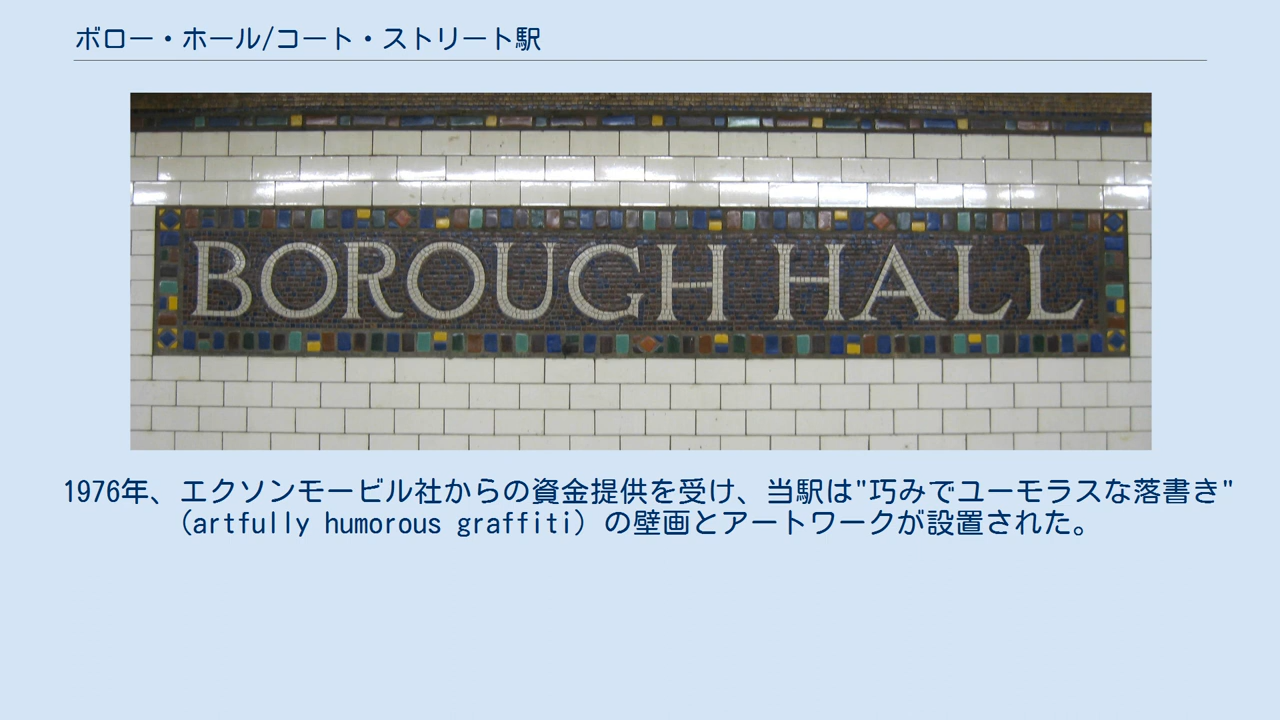 ボロー・ホール/コート・ストリート駅
BOROUGH HALL
1976年、エクソンモービル社からの資金提供を受け、当駅は"巧みでユーモラスな落書き"
(artfully humorous graffiti) の壁画とアートワークが設置された。